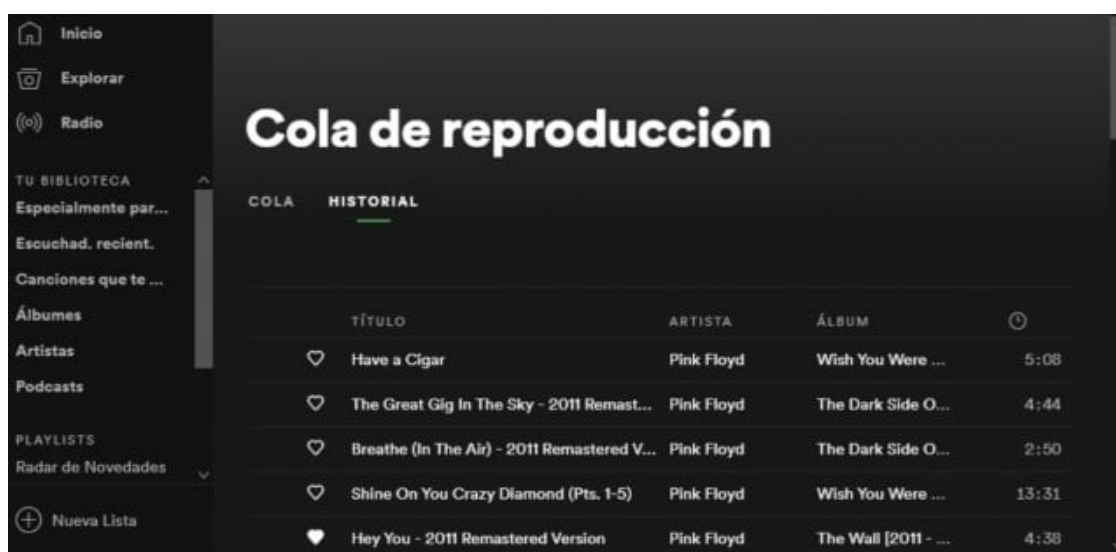 Inicio
Explorar
Radio
TU BIBLIOTECA
Especialmente par...
Escuchad. recient.
Canciones que te ...
Álbumes
Artistas
Podcasts
PLAYLISTS
Radar de Novedades
Nueva Lista
Cola de reproducción
COLA HISTORIAL
TÍTULO ARTISTA ÁLBUM
Have a Cigar Pink Floyd Wish You Were ... 5:08
The Great Gig In The Sky - 2011 Remast... Pink Floyd The Dark Side O... 4:44
Breathe (In The Air) - 2011 Remastered V... Pink Floyd The Dark Side O... 2:50
Shine On You Crazy Diamond (Pts. 1-5) Pink Floyd Wish You Were ... 13:31
Hey You - 2011 Remastered Version Pink Floyd The Wall [2011 - ... 4:38